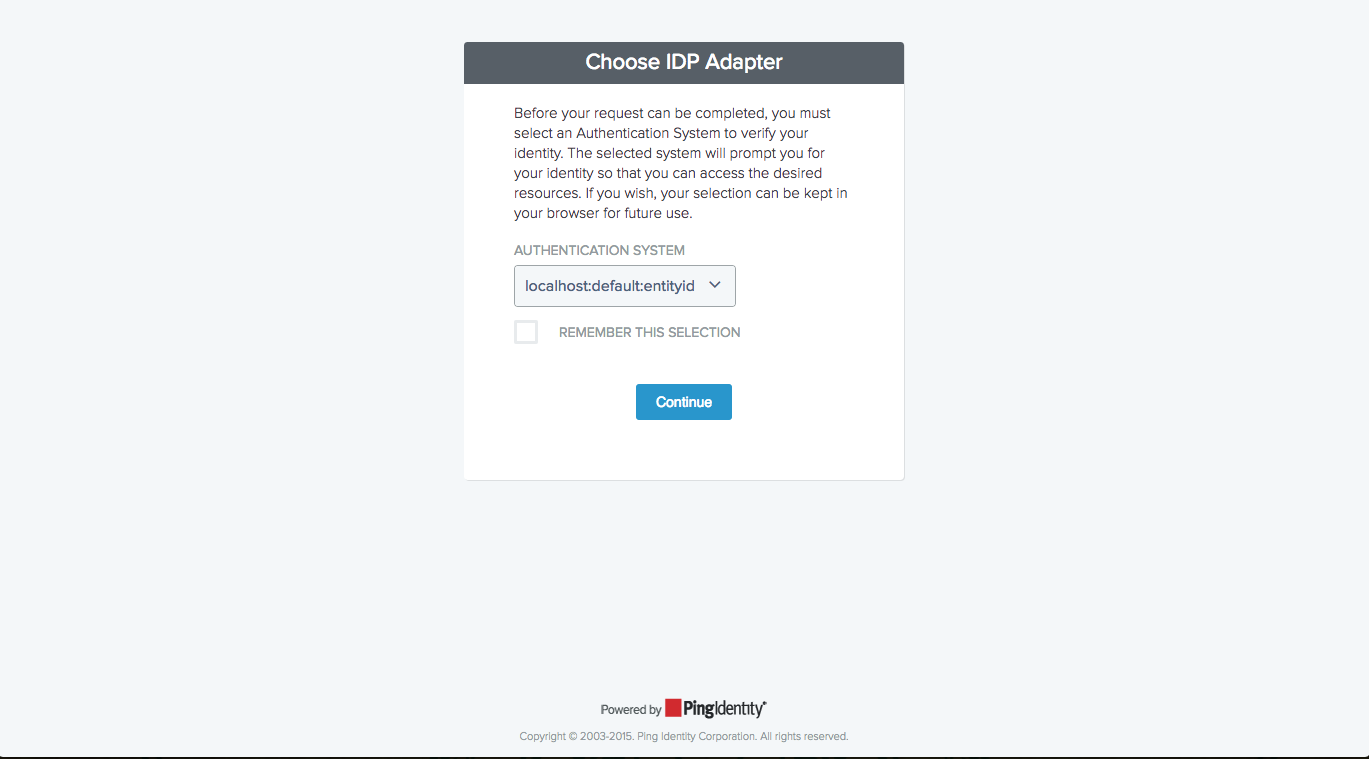 Choose IDP Adapter
Before your request can be completed, you must
select an Authentication System to verify your
identity. The selected system will prompt you for
your identity so that you can access the desired
resources. If you wish, your selection can be kept in
your browser for future use.
AUTHENTICATION SYSTEM
localhost:default:entityid
REMEMBER THIS SELECTION
Continue
Powered by PingIdentity®
Copyright © 2003-2015. Ping Identity Corporation. All rights reserved.